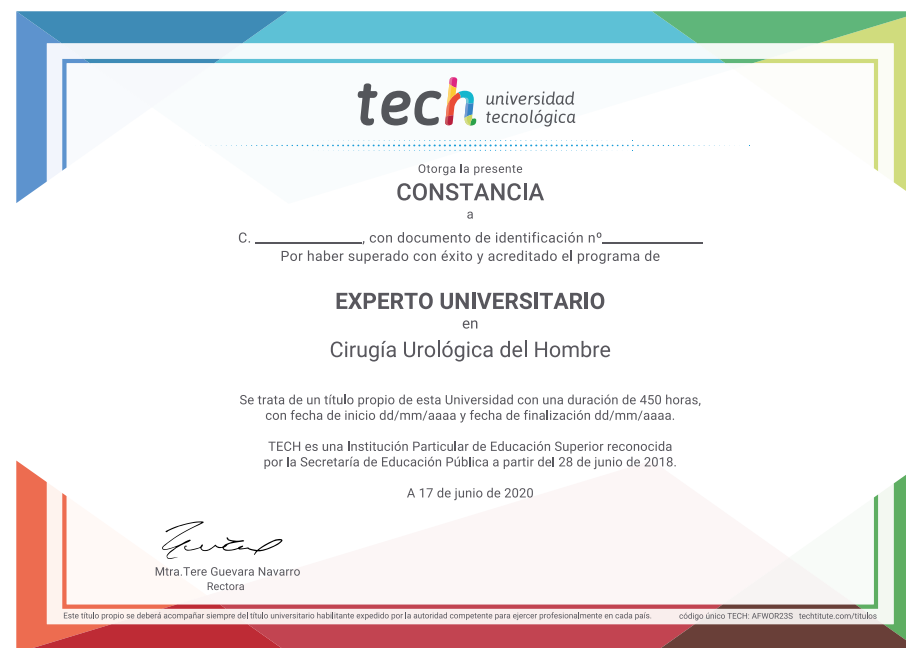 tech universidad
tecnológica
Otorga la presente
CONSTANCIA
a
C. ______________, con documento de identificación nº_____________
Por haber superado con éxito y acreditado el programa de
EXPERTO UNIVERSITARIO
en
Cirugía Urológica del Hombre
Se trata de un título propio de esta Universidad con una duración de 450 horas,
con fecha de inicio dd/mm/aaaa y fecha de finalización dd/mm/aaaa.
TECH es una Institución Particular de Educación Superior reconocida
por la Secretaría de Educación Pública a partir del 28 de junio de 2018.
A 17 de junio de 2020
Mtra.Tere Guevara Navarro
Rectora
Este título propio se deberá acompañar siempre del título universitario habilitante expedido por la autoridad competente para ejercer profesionalmente en cada país. código único TECH: AFWOR23S techtitute.com/titulos